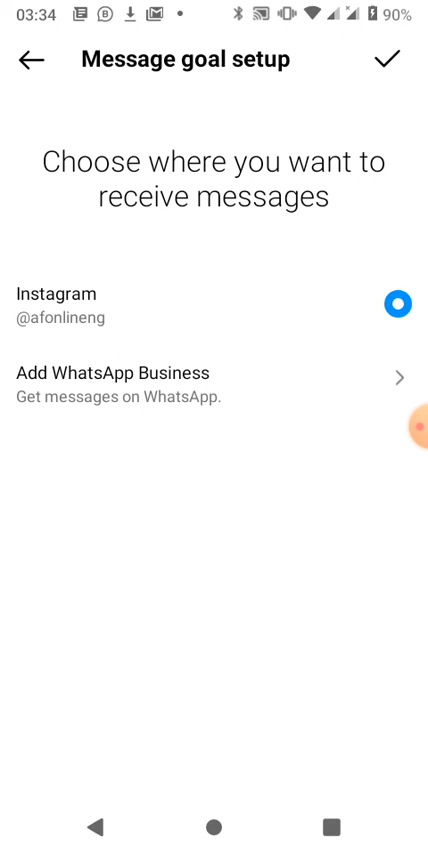 03:34
90%
Message goal setup
Choose where you want to
receive messages
Instagram
@afonlineng
Add WhatsApp Business
Get messages on WhatsApp.